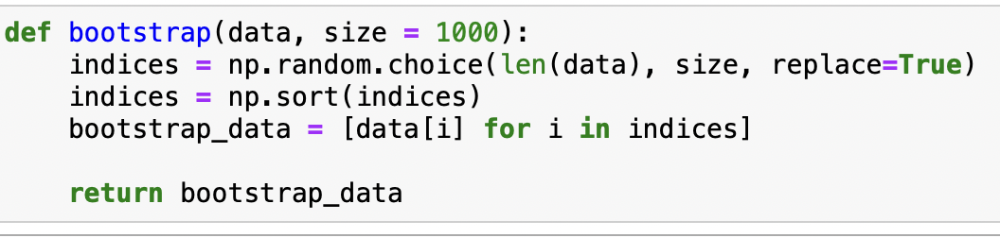 def bootstrap(data, size = 1000):
    indices = np.random.choice(len(data), size, replace=True)
    indices = np.sort(indices)
    bootstrap_data = [data[i] for i in indices]
    return bootstrap_data